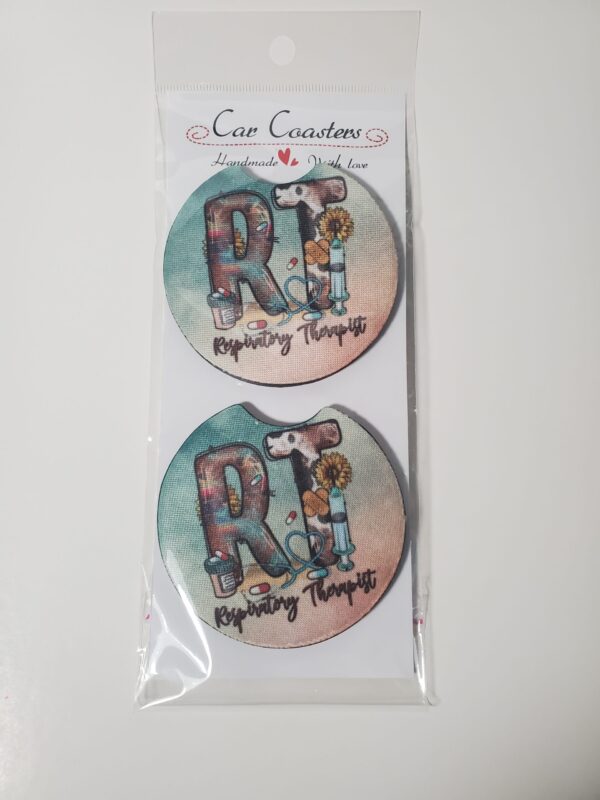 Car Coasters
Handmade With love
RT
Respiratory Therapist
RT
Respiratory Therapist